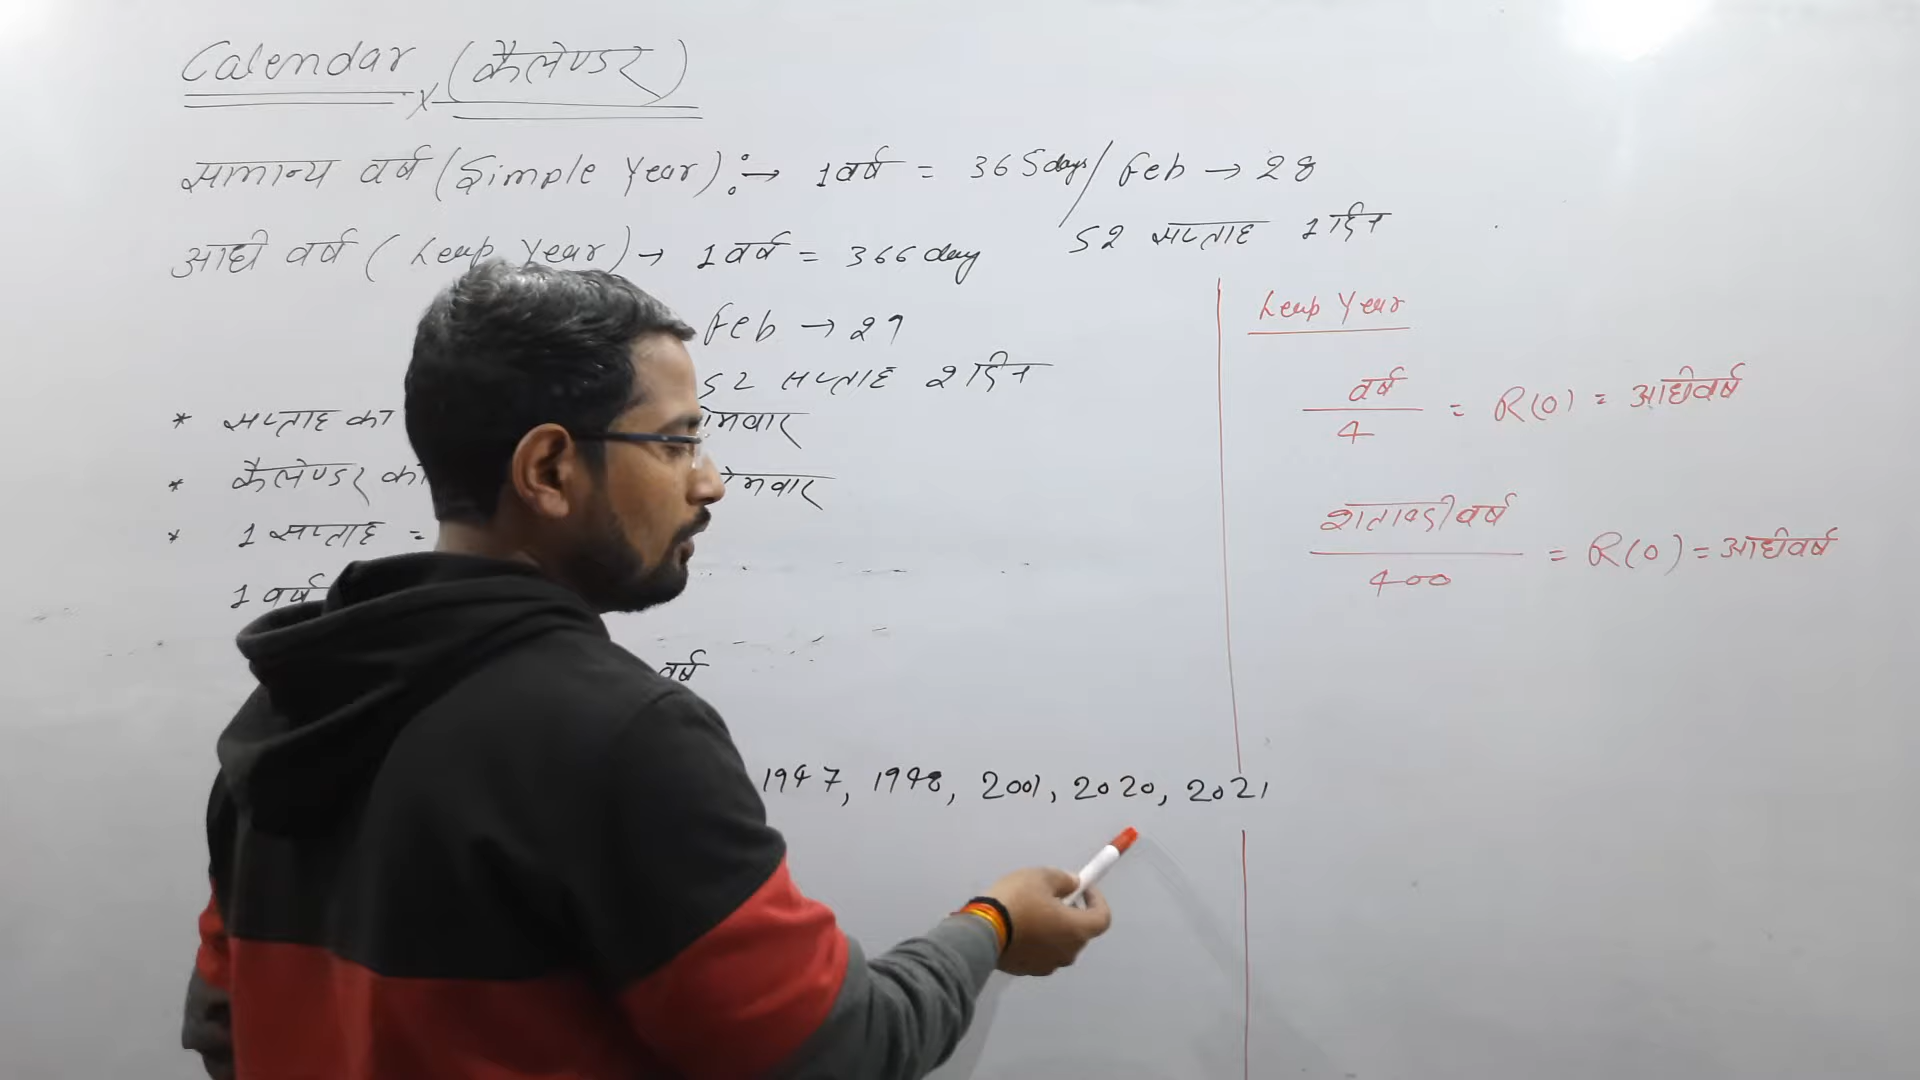 Calendar (कैलेण्डर)
सामान्य वर्ष (Simple Year) :→ 1 वर्ष = 365 days / Feb → 28
52 सप्ताह 1 दिन
आधी वर्ष (Leap Year) → 1 वर्ष = 366 day
Feb → 29
52 सप्ताह 2 दिन
* सप्ताह का
* कैलेण्डर का
* 1 सप्ताह =
1 वर्ष
वर्ष
1947, 1948, 2001, 2020, 2021
Leap Year
वर्ष / 4 = R(0) = आधीवर्ष
शताब्दी वर्ष / 400 = R(0) = आधीवर्ष